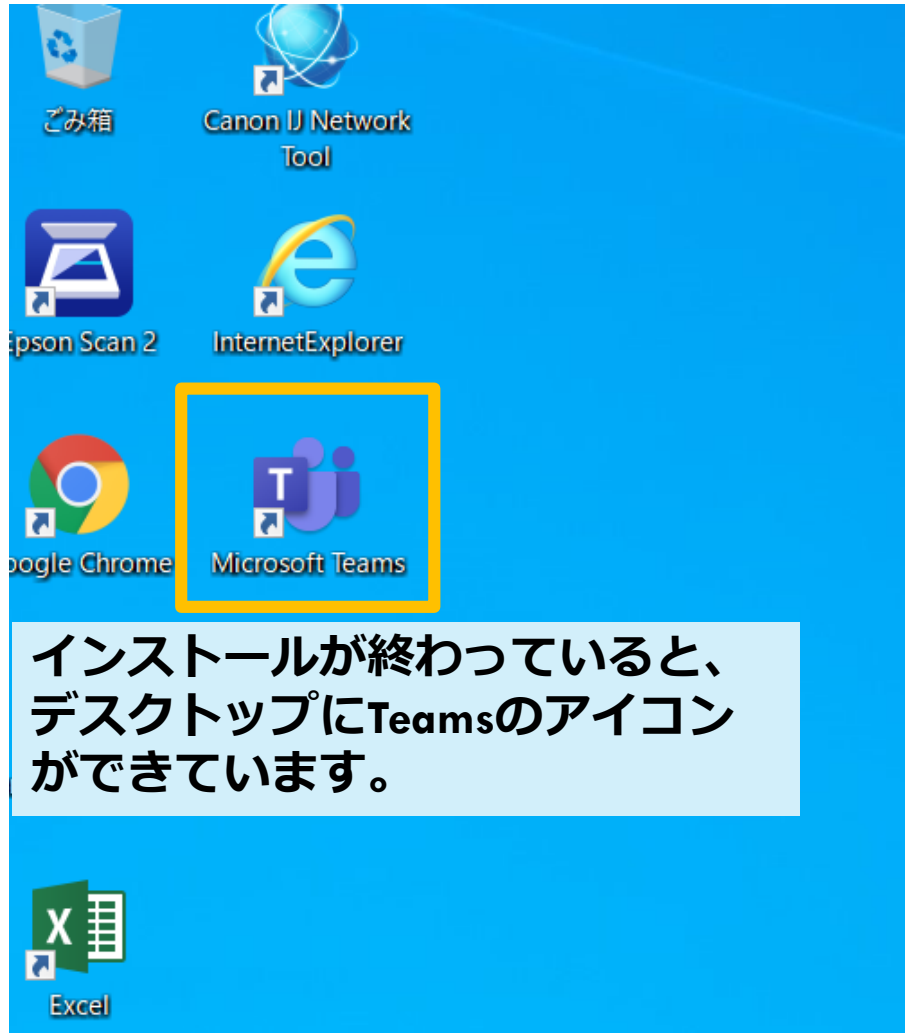 ごみ箱
Canon IJ Network
Tool
Epson Scan 2
InternetExplorer
Google Chrome
T
Microsoft Teams
インストールが終わっていると、
デスクトップにTeamsのアイコン
ができています。
X
Excel